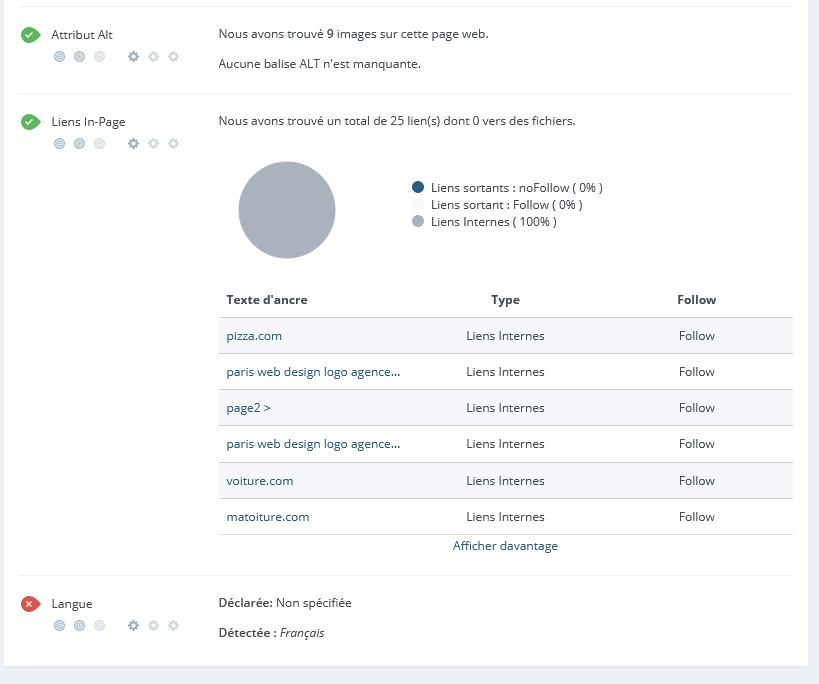 Attribut Alt
Nous avons trouvé 9 images sur cette page web.
Aucune balise ALT n'est manquante.
Liens In-Page
Nous avons trouvé un total de 25 lien(s) dont 0 vers des fichiers.
Liens sortants : noFollow ( 0% )
Liens sortant : Follow ( 0% )
Liens Internes ( 100% )
Texte d'ancre Type Follow
pizza.com Liens Internes Follow
paris web design logo agence... Liens Internes Follow
page2 > Liens Internes Follow
paris web design logo agence... Liens Internes Follow
voiture.com Liens Internes Follow
matoiture.com Liens Internes Follow
Afficher davantage
Langue
Déclarée: Non spécifiée
Détectée : Français